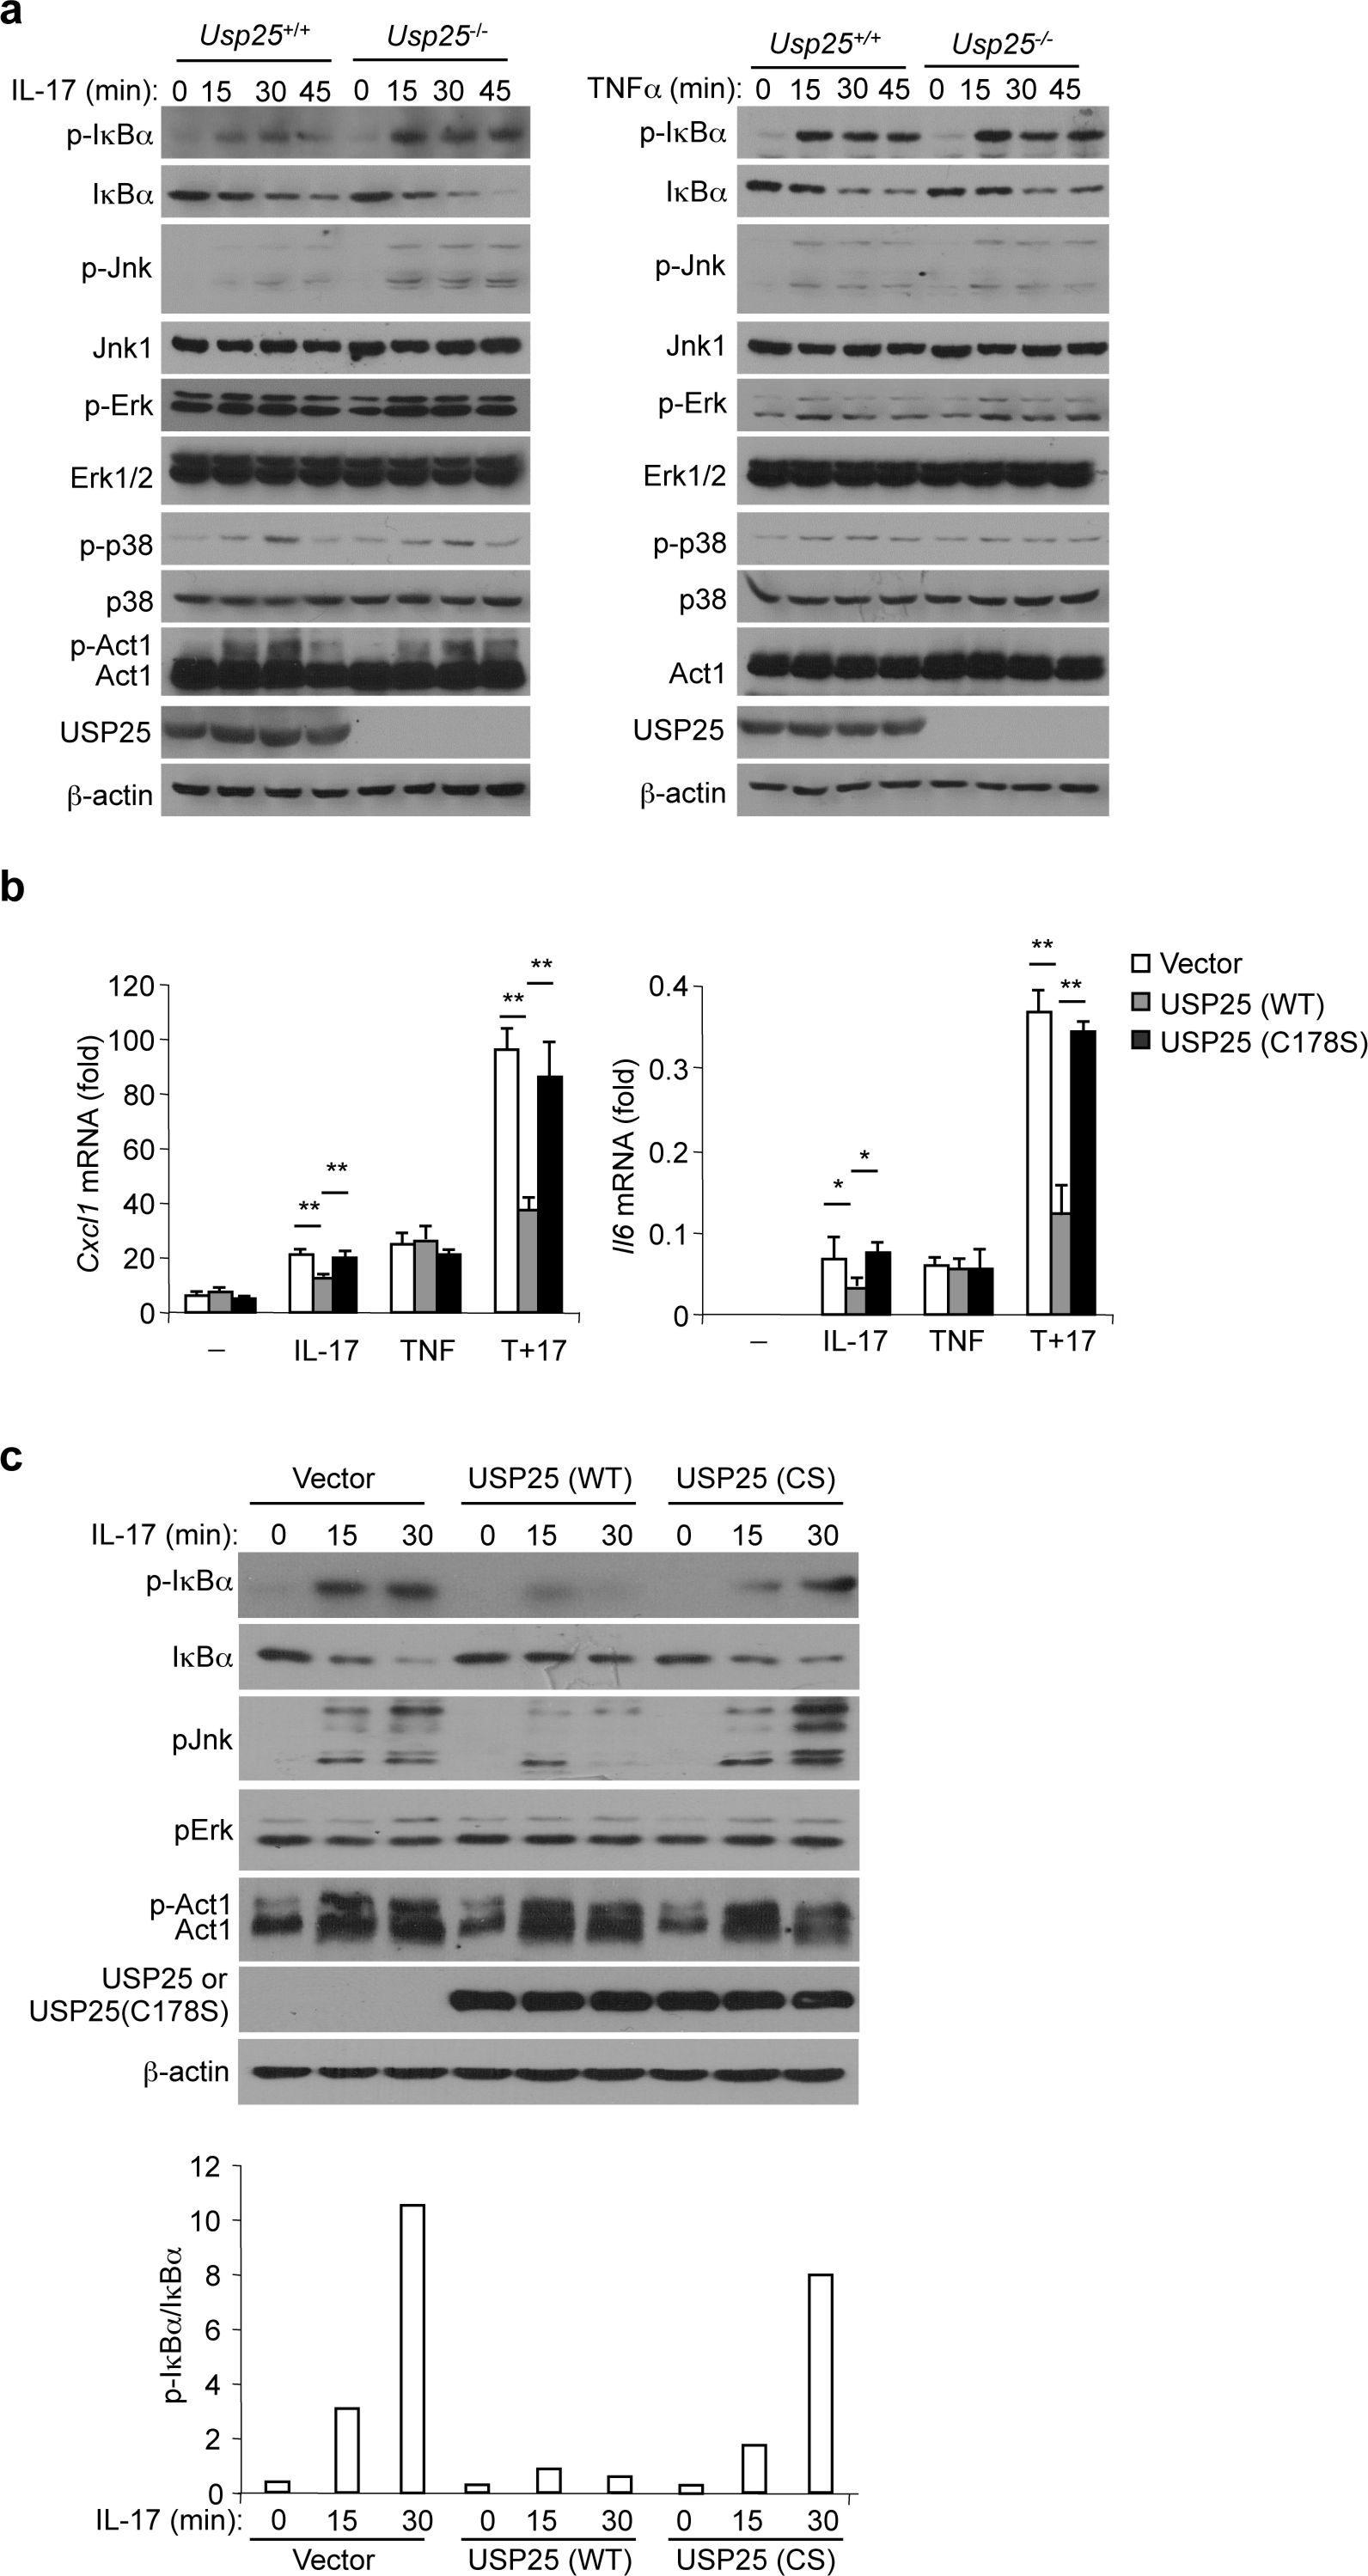 a
Usp25+/+ Usp25-/-
IL-17 (min): 0 15 30 45 0 15 30 45
p-IκBα
IκBα
p-Jnk
Jnk1
p-Erk
Erk1/2
p-p38
p38
p-Act1
Act1
USP25
β-actin
Usp25+/+ Usp25-/-
TNFα (min): 0 15 30 45 0 15 30 45
p-IκBα
IκBα
p-Jnk
Jnk1
p-Erk
Erk1/2
p-p38
p38
Act1
USP25
β-actin
b
Cxcl1 mRNA (fold)
120
100
80
60
40
20
0
** ** ** **
– IL-17 TNF T+17
Il6 mRNA (fold)
0.4
0.3
0.2
0.1
0
* * ** **
– IL-17 TNF T+17
Vector
USP25 (WT)
USP25 (C178S)
c
Vector USP25 (WT) USP25 (CS)
IL-17 (min): 0 15 30 0 15 30 0 15 30
p-IκBα
IκBα
pJnk
pErk
p-Act1
Act1
USP25 or
USP25(C178S)
β-actin
p-IκBα/IκBα
12
10
8
6
4
2
0
IL-17 (min): 0 15 30 0 15 30 0 15 30
Vector USP25 (WT) USP25 (CS)